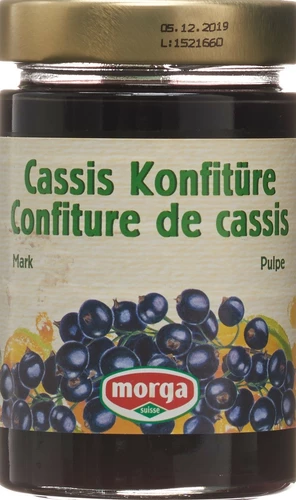 05.12.2019
L:1521660
Cassis Konfitüre
Confiture de cassis
Mark Pulpe
morga
suisse